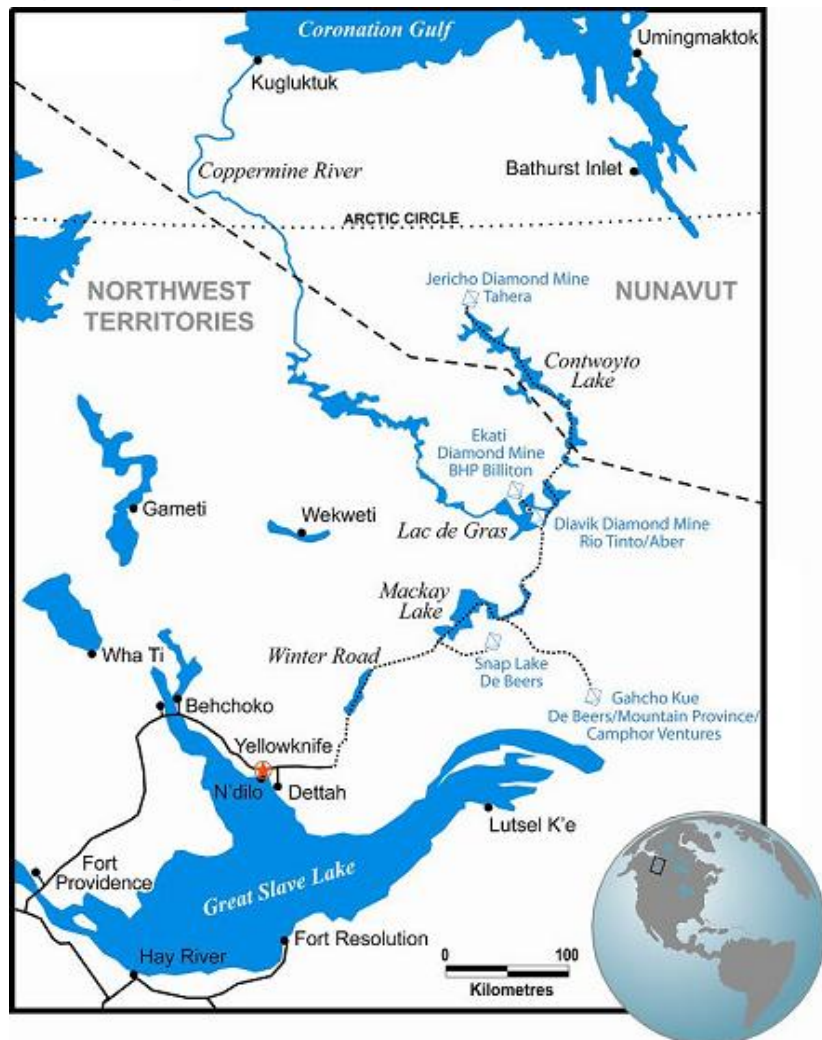 Coronation Gulf
Umingmaktok
Kugluktuk
Coppermine River
Bathurst Inlet
ARCTIC CIRCLE
NORTHWEST
TERRITORIES
NUNAVUT
Jericho Diamond Mine
Tahera
Contwoyto
Lake
Ekati
Diamond Mine
BHP Billiton
Gameti
Wekweti
Lac de Gras
Diavik Diamond Mine
Rio Tinto/Aber
Mackay
Lake
Wha Ti
Winter Road
Snap Lake
De Beers
Behchoko
Gahcho Kue
De Beers/Mountain Province/
Camphor Ventures
Yellowknife
N'dilo
Dettah
Lutsel K'e
Fort
Providence
Great Slave Lake
Fort Resolution
Hay River
0 100
Kilometres